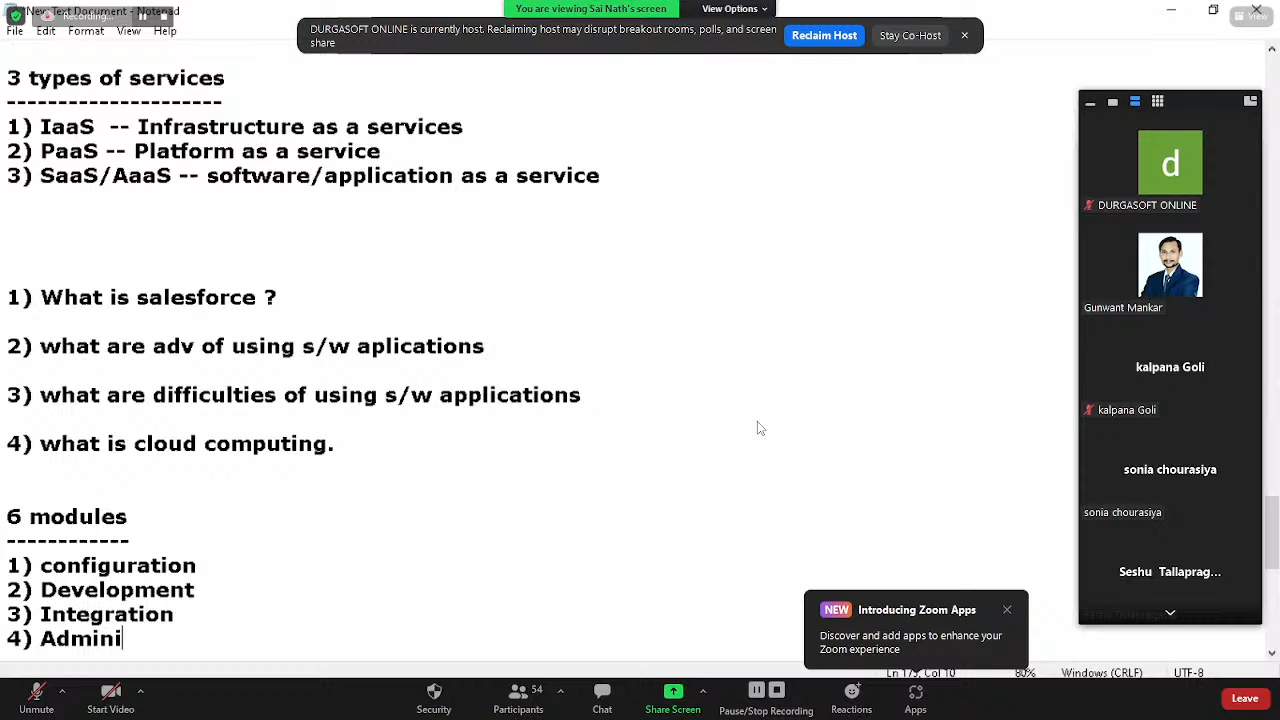 New Text Document - Notepad
Recording...
You are viewing Sai Nath's screen
View Options
View
File Edit Format View Help
DURGASOFT ONLINE is currently host. Reclaiming host may disrupt breakout rooms, polls, and screen
share
Reclaim Host
Stay Co-Host
3 types of services
---------------------
1) IaaS -- Infrastructure as a services
2) PaaS -- Platform as a service
3) SaaS/AaaS -- software/application as a service
1) What is salesforce ?
2) what are adv of using s/w aplications
3) what are difficulties of using s/w applications
4) what is cloud computing.
6 modules
------------
1) configuration
2) Development
3) Integration
4) Admini
d
DURGASOFT ONLINE
Gunwant Mankar
kalpana Goli
kalpana Goli
sonia chourasiya
sonia chourasiya
Seshu Tallaprag...
NEW Introducing Zoom Apps
Discover and add apps to enhance your
Zoom experience
Ln 175, Col 10
80%
Windows (CRLF)
UTF-8
Unmute
Start Video
Security
54
Participants
Chat
Share Screen
Pause/Stop Recording
Reactions
Apps
Leave